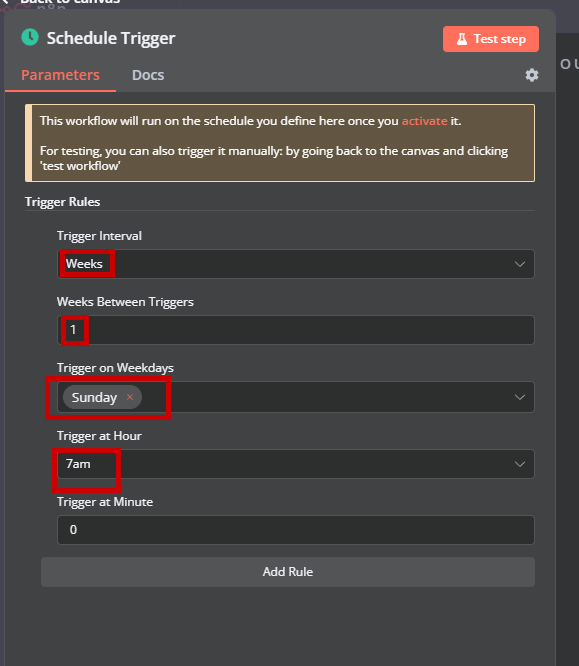 Back to canvas
Schedule Trigger
Test step
Parameters
Docs
This workflow will run on the schedule you define here once you activate it.
For testing, you can also trigger it manually: by going back to the canvas and clicking
'test workflow'
Trigger Rules
Trigger Interval
Weeks
Weeks Between Triggers
1
Trigger on Weekdays
Sunday ×
Trigger at Hour
7am
Trigger at Minute
0
Add Rule